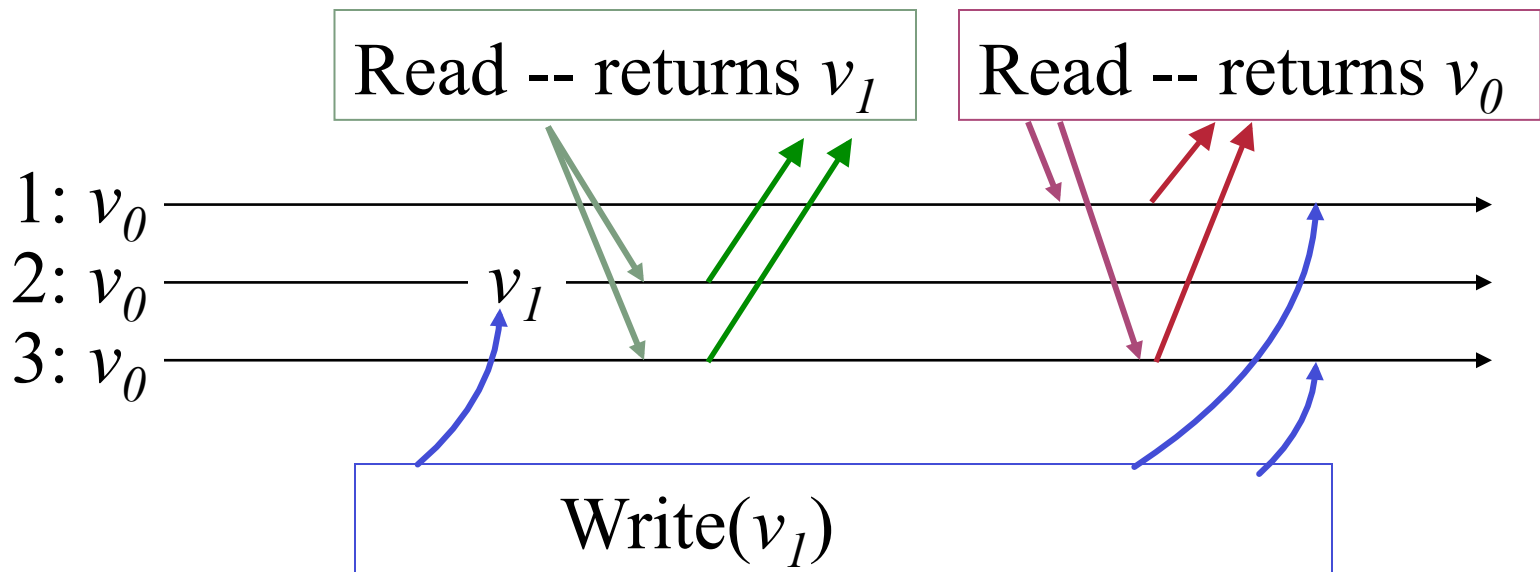 Read -- returns v₁
Read -- returns v₀
1: v₀
2: v₀
v₁
3: v₀
Write(v₁)